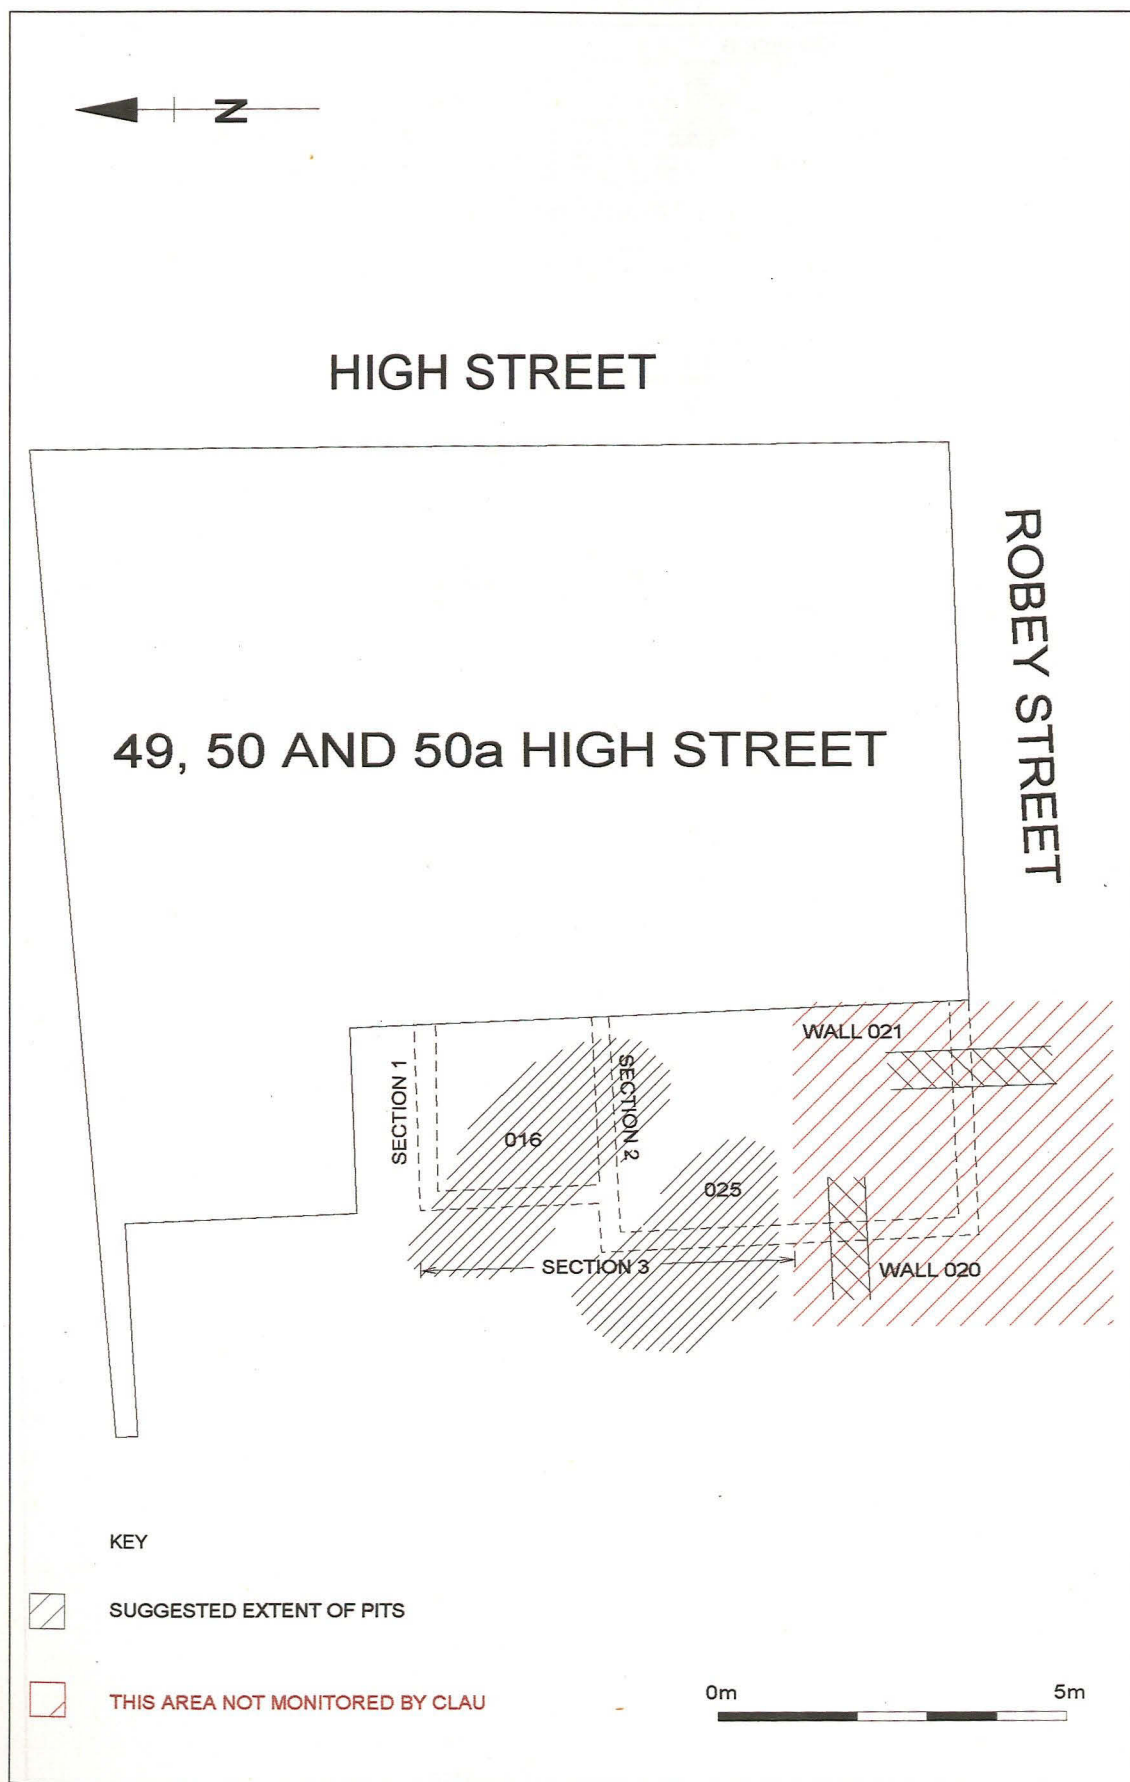 N
HIGH STREET
ROBEY STREET
49, 50 AND 50a HIGH STREET
WALL 021
SECTION 1
SECTION 2
016
025
SECTION 3
WALL 020
KEY
SUGGESTED EXTENT OF PITS
THIS AREA NOT MONITORED BY CLAU
0m
5m